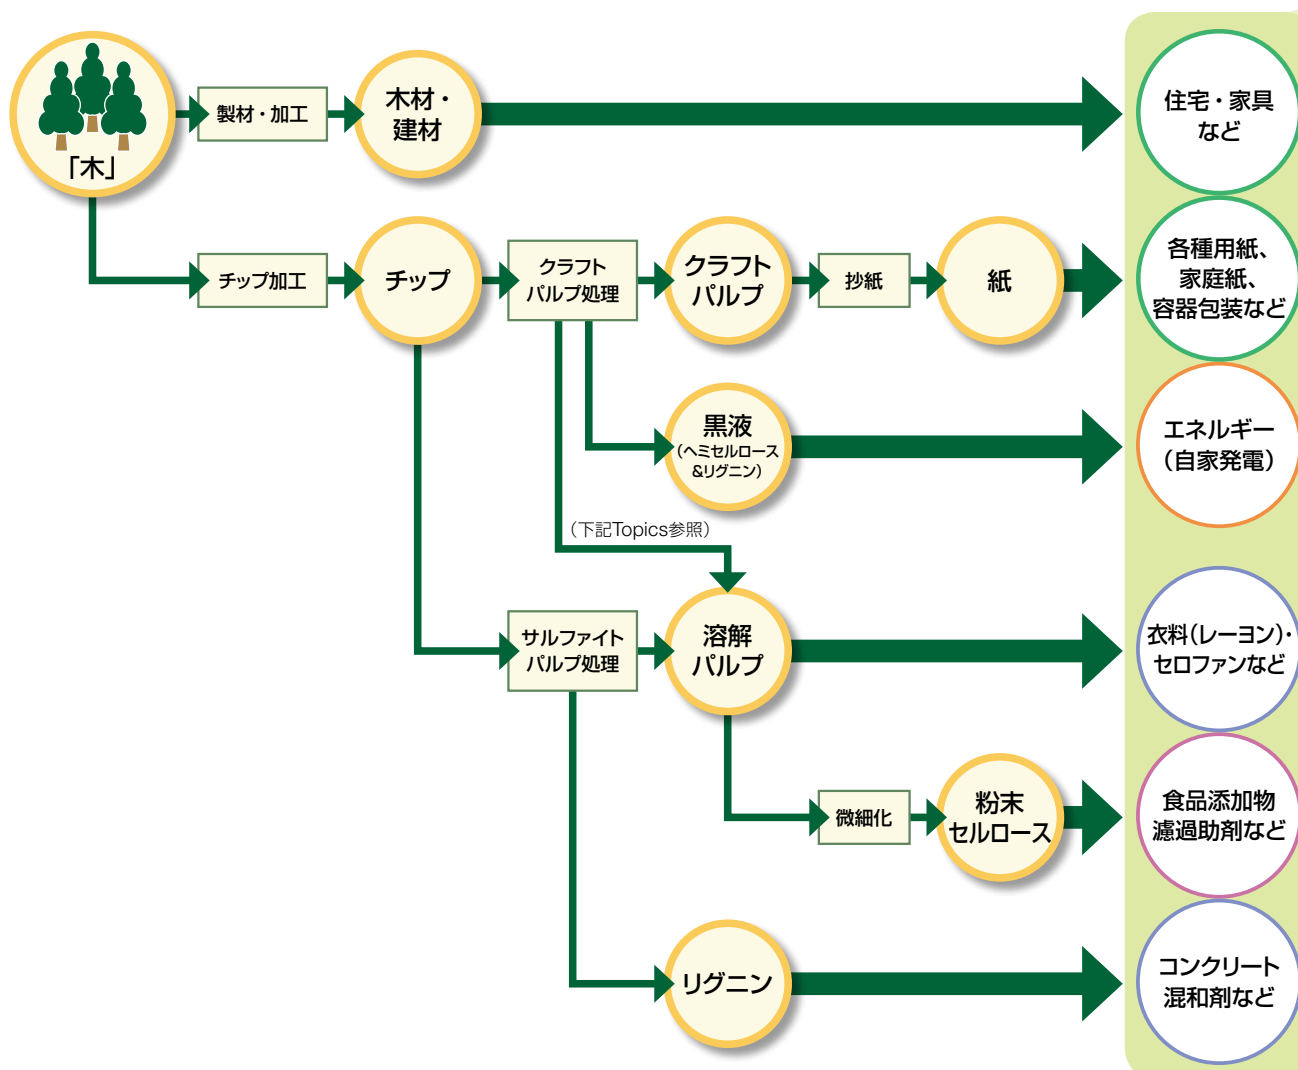 「木」
製材・加工
木材・
建材
住宅・家具
など
チップ加工
チップ
クラフト
パルプ処理
クラフト
パルプ
抄紙
紙
各種用紙、
家庭紙、
容器包装など
黒液
（ヘミセルロース
&リグニン）
エネルギー
（自家発電）
（下記Topics参照）
サルファイト
パルプ処理
溶解
パルプ
衣料（レーヨン）・
セロファンなど
微細化
粉末
セルロース
食品添加物
濾過助剤など
リグニン
コンクリート
混和剤など